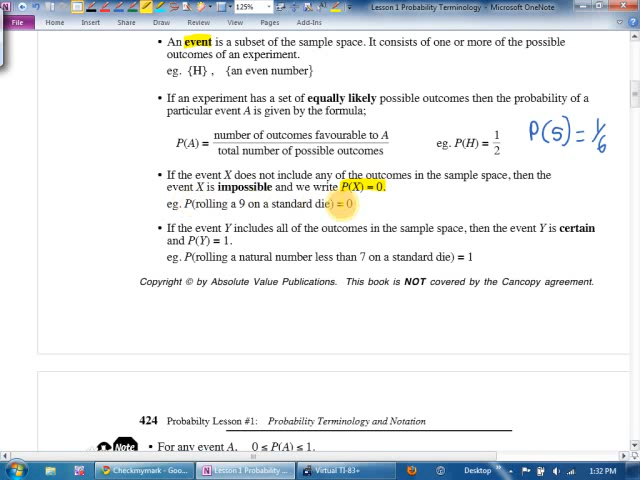 Lesson 1 Probability Terminology - Microsoft OneNote
125%
File
Home
Insert
Share
Draw
Review
View
Add-Ins
MathType
• An event is a subset of the sample space. It consists of one or more of the possible
outcomes of an experiment.
eg. {H} , {an even number}
• If an experiment has a set of equally likely possible outcomes then the probability of a
particular event A is given by the formula;
P(A) = number of outcomes favourable to A / total number of possible outcomes eg. P(H) = 1/2
P(5) = 1/6
• If the event X does not include any of the outcomes in the sample space, then the
event X is impossible and we write P(X) = 0.
eg. P(rolling a 9 on a standard die) = 0
• If the event Y includes all of the outcomes in the sample space, then the event Y is certain
and P(Y) = 1.
eg. P(rolling a natural number less than 7 on a standard die) = 1
Copyright © by Absolute Value Publications. This book is NOT covered by the Cancopy agreement.
424 Probabilty Lesson #1: Probability Terminology and Notation
Note
• For any event A, 0 ≤ P(A) ≤ 1.
Checkmymark - Goo...
Lesson 1 Probability ...
Virtual TI-83+
Desktop
1:32 PM